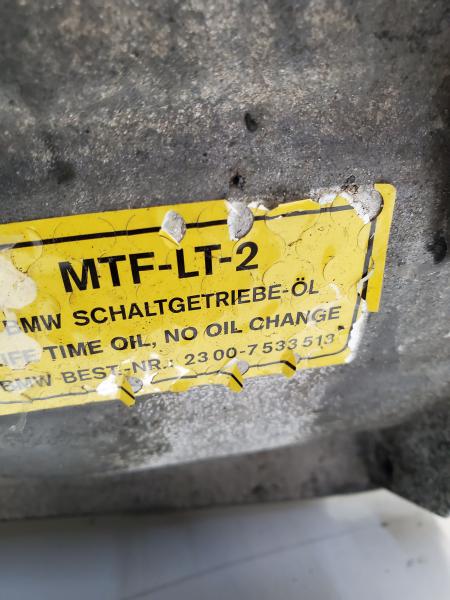 MTF-LT-2
BMW SCHALTGETRIEBE-ÖL
LIFE TIME OIL, NO OIL CHANGE
BMW BEST-NR.: 23 00-7 533 513